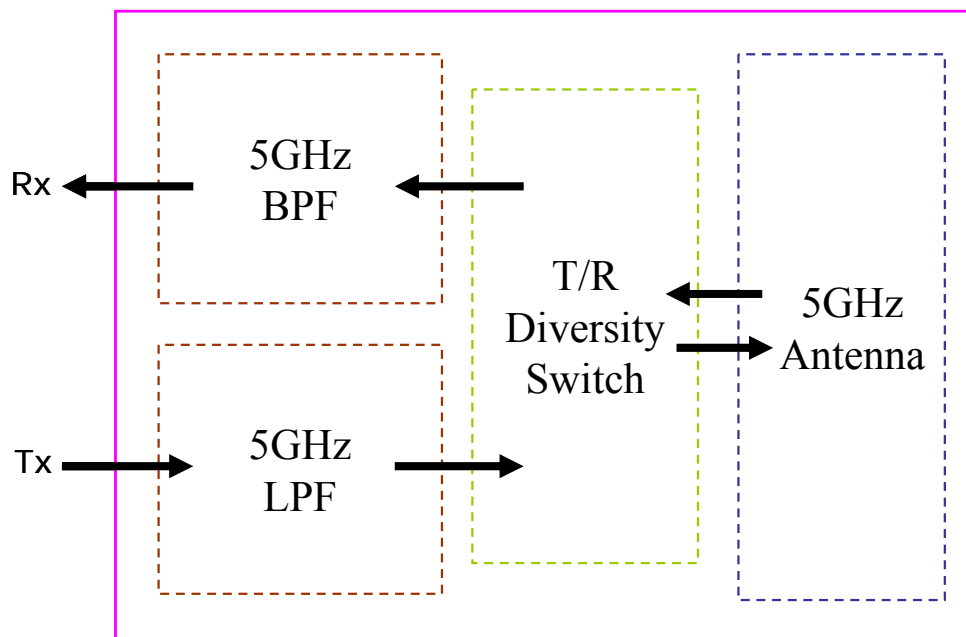 Rx
5GHz
BPF
T/R
Diversity
Switch
5GHz
Antenna
Tx
5GHz
LPF